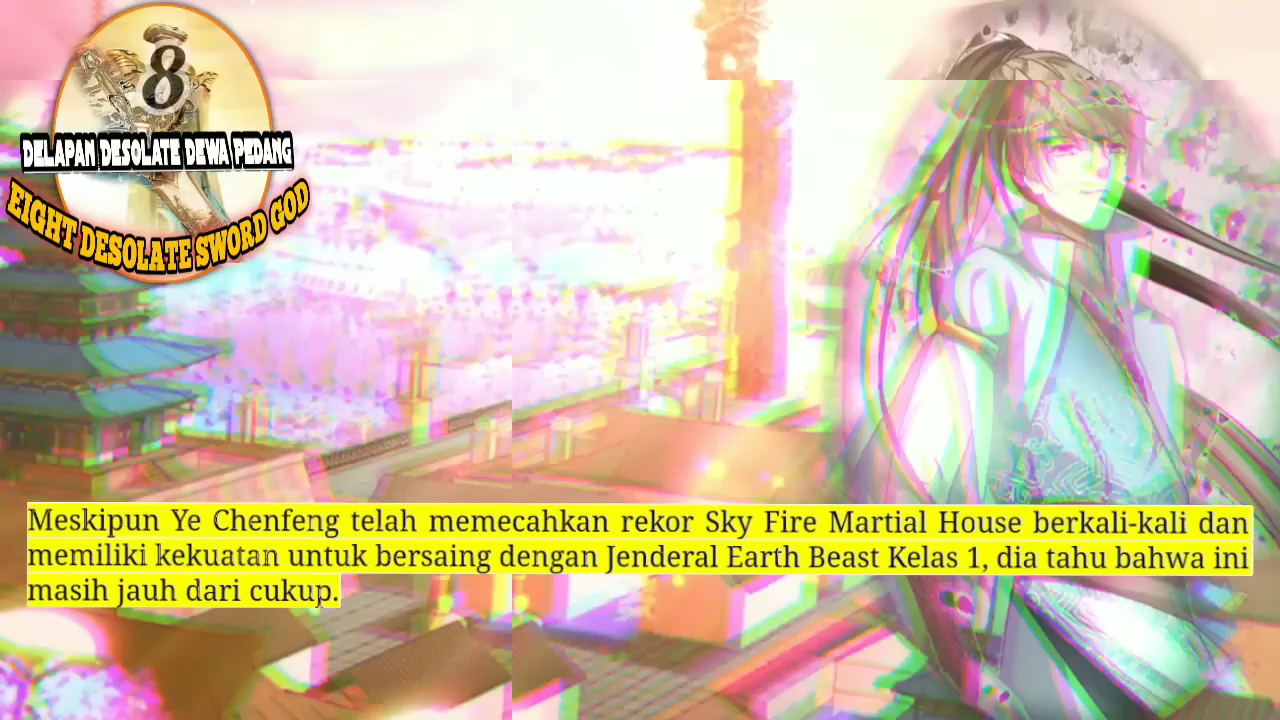 8
DELAPAN DESOLATE DEWA PEDANG
EIGHT DESOLATE SWORD GOD
Meskipun Ye Chenfeng telah memecahkan rekor Sky Fire Martial House berkali-kali dan
memiliki kekuatan untuk bersaing dengan Jenderal Earth Beast Kelas 1, dia tahu bahwa ini
masih jauh dari cukup.